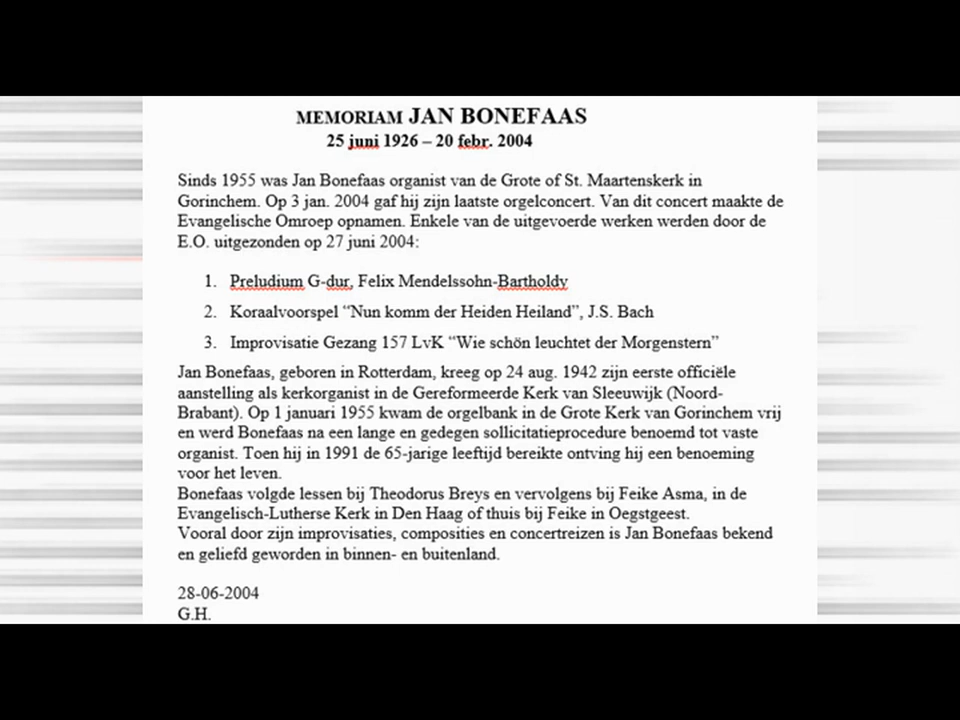 MEMORIAM JAN BONEFAAS
25 juni 1926 – 20 febr. 2004
Sinds 1955 was Jan Bonefaas organist van de Grote of St. Maartenskerk in
Gorinchem. Op 3 jan. 2004 gaf hij zijn laatste orgelconcert. Van dit concert maakte de
Evangelische Omroep opnamen. Enkele van de uitgevoerde werken werden door de
E.O. uitgezonden op 27 juni 2004:
1. Preludium G-dur, Felix Mendelssohn-Bartholdy
2. Koraalvoorspel “Nun komm der Heiden Heiland”, J.S. Bach
3. Improvisatie Gezang 157 LvK “Wie schön leuchtet der Morgenstern”
Jan Bonefaas, geboren in Rotterdam, kreeg op 24 aug. 1942 zijn eerste officiële
aanstelling als kerkorganist in de Gereformeerde Kerk van Sleeuwijk (Noord-
Brabant). Op 1 januari 1955 kwam de orgelbank in de Grote Kerk van Gorinchem vrij
en werd Bonefaas na een lange en gedegen sollicitatieprocedure benoemd tot vaste
organist. Toen hij in 1991 de 65-jarige leeftijd bereikte ontving hij een benoeming
voor het leven.
Bonefaas volgde lessen bij Theodorus Breys en vervolgens bij Feike Asma, in de
Evangelisch-Lutherse Kerk in Den Haag of thuis bij Feike in Oegstgeest.
Vooral door zijn improvisaties, composities en concertreizen is Jan Bonefaas bekend
en geliefd geworden in binnen- en buitenland.
28-06-2004
G.H.